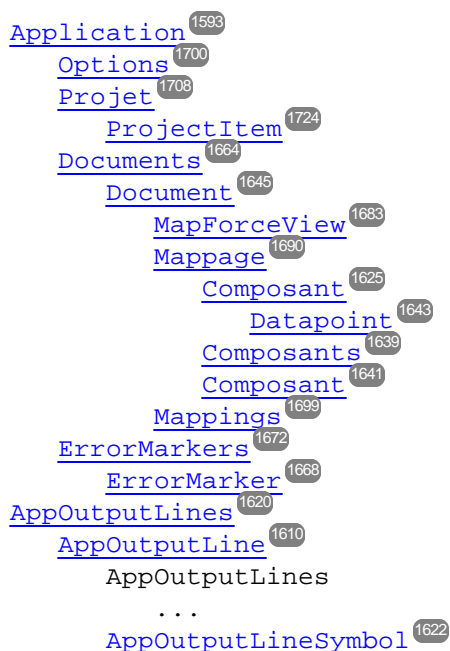 Application 1593
Options 1700
Projet 1708
ProjectItem 1724
Documents 1664
Document 1645
MapForceView 1683
Mappage 1690
Composant 1625
Datapoint 1643
Composants 1639
Composant 1641
Mappings 1699
ErrorMarkers 1672
ErrorMarker 1668
AppOutputLines 1620
AppOutputLine 1610
AppOutputLines
...
AppOutputLineSymbol 1622